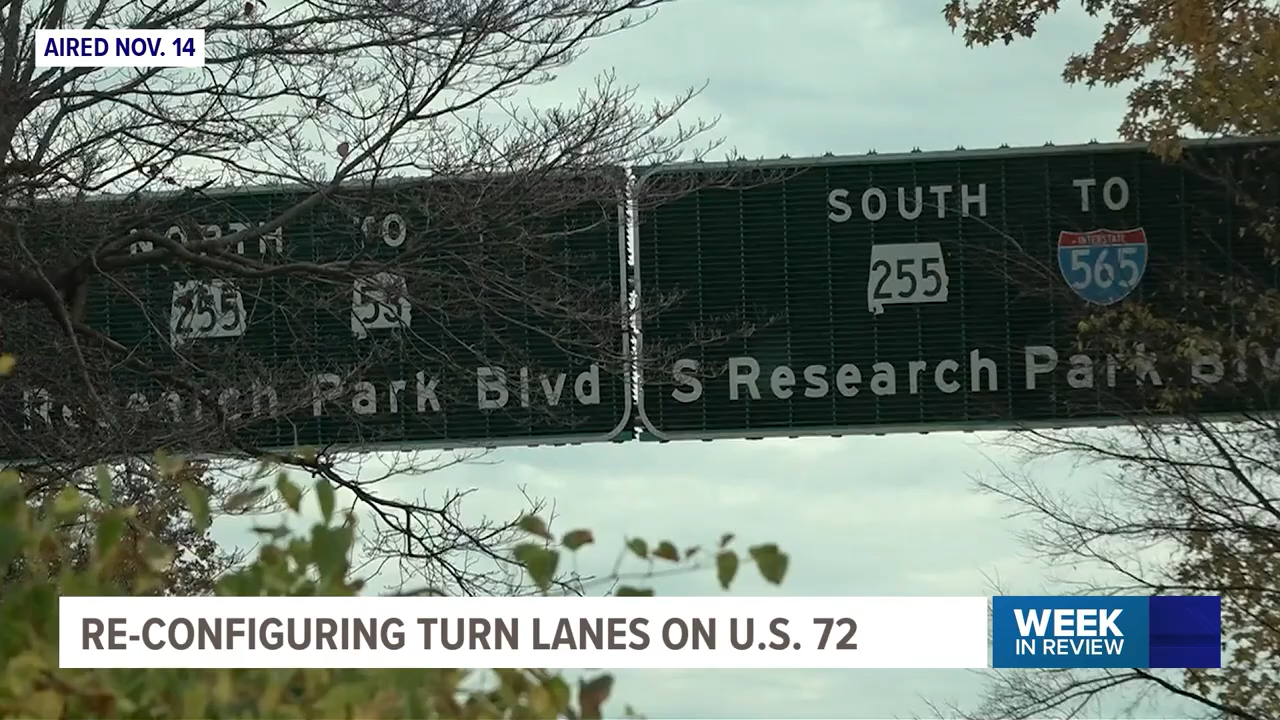 AIRED NOV. 14
NORTH TO
255 53
Research Park Blvd
SOUTH TO
255 INTERSTATE 565
S Research Park Blv
RE-CONFIGURING TURN LANES ON U.S. 72
WEEK
IN REVIEW